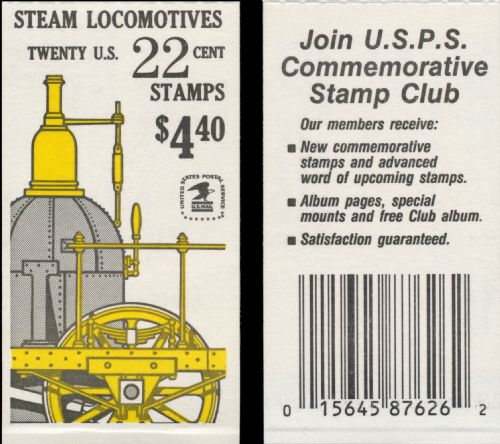 STEAM LOCOMOTIVES
TWENTY U.S. 22 CENT
STAMPS
$4.40
UNITED STATES POSTAL SERVICE
U.S.MAIL
Join U.S.P.S.
Commemorative
Stamp Club
Our members receive:
■ New commemorative
stamps and advanced
word of upcoming stamps.
■ Album pages, special
mounts and free Club album.
■ Satisfaction guaranteed.
0 15645 87626 2